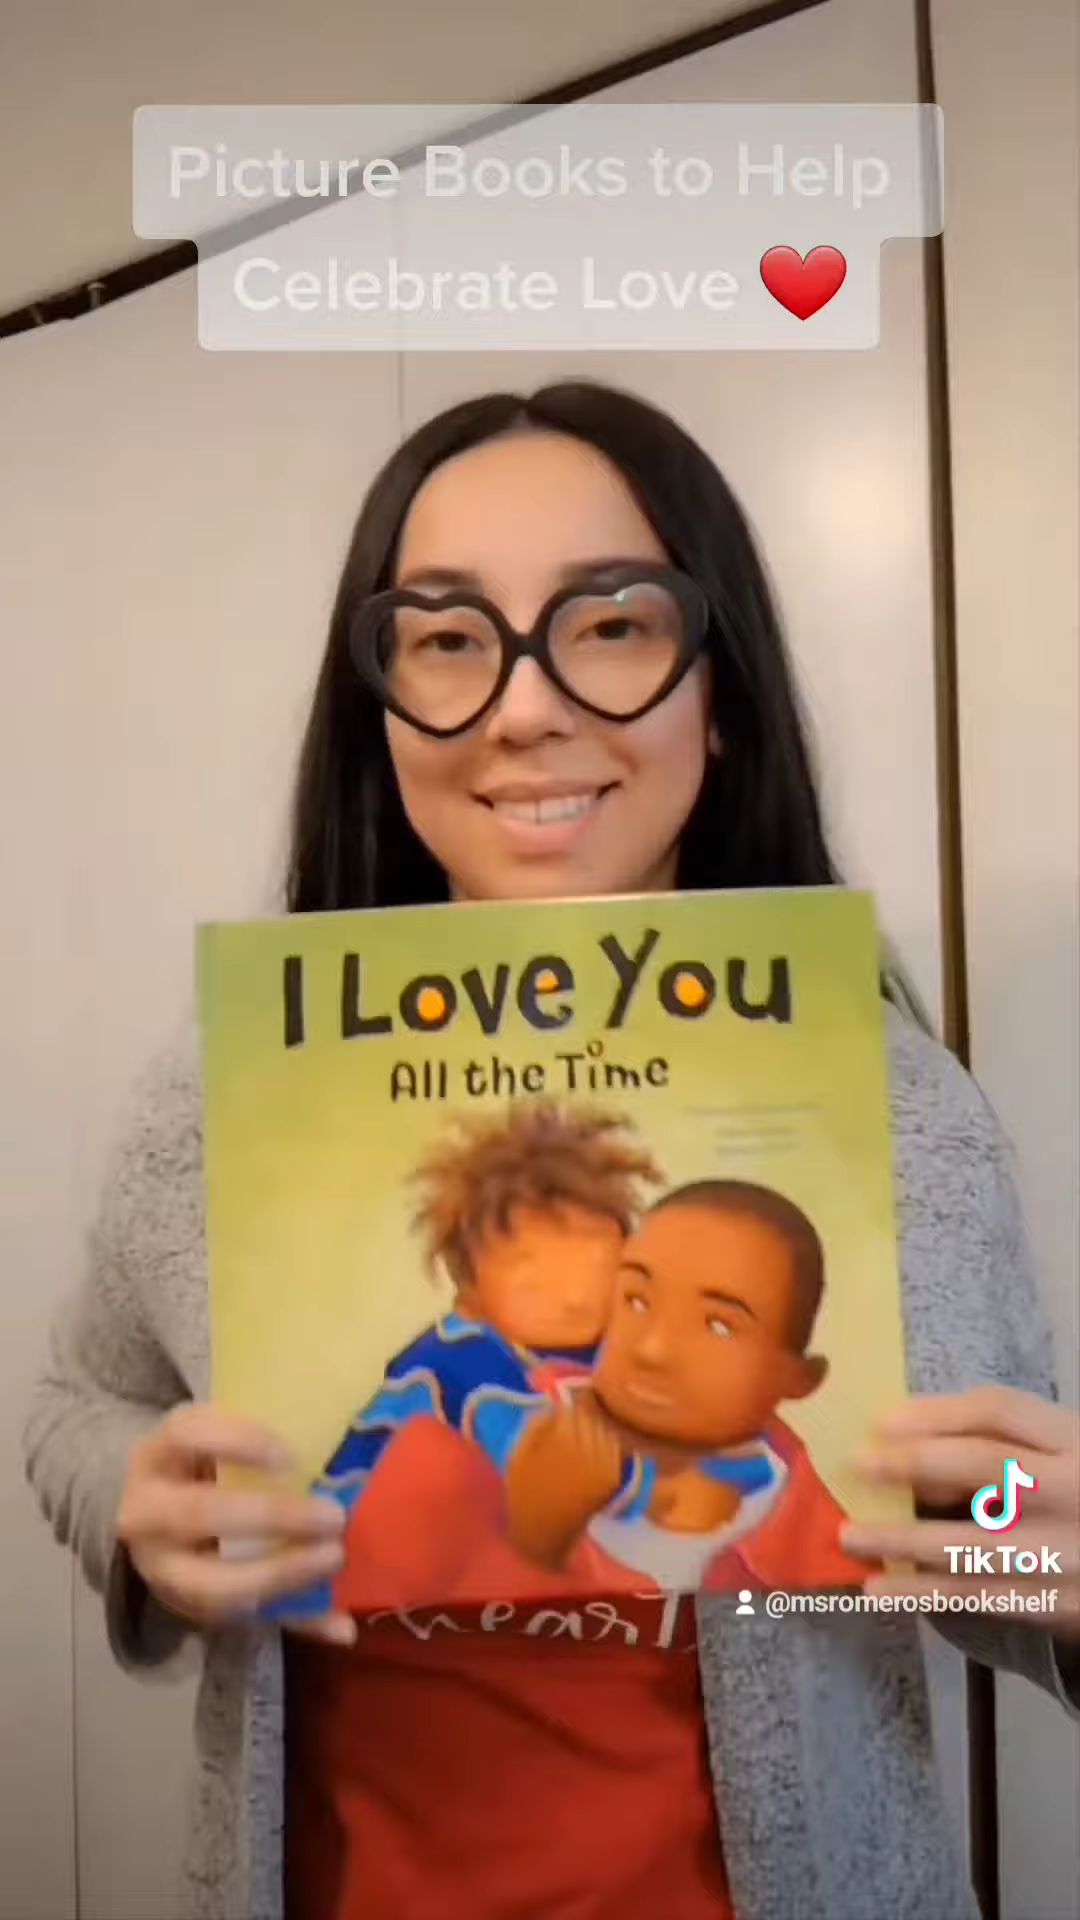 Picture Books to Help
Celebrate Love ❤️
I Love You
All the Time
TikTok
@msromerosbookshelf